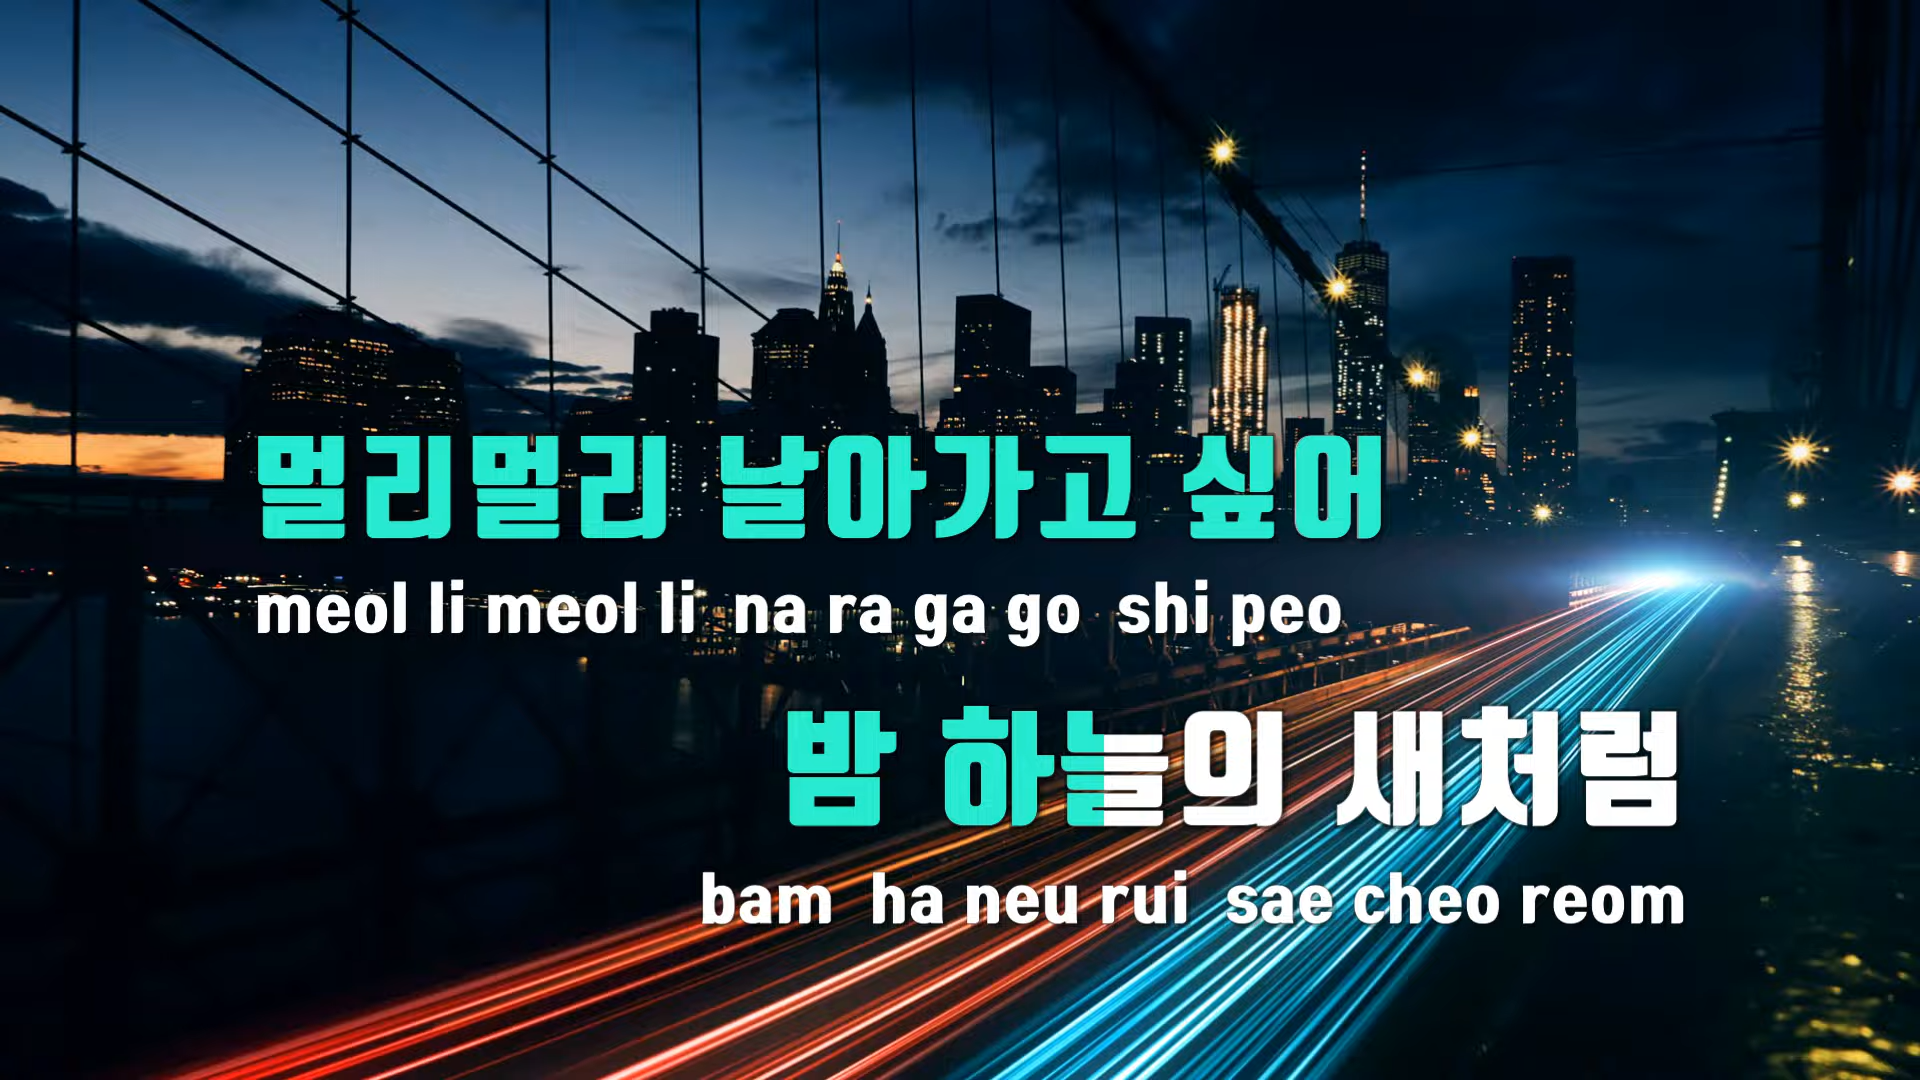 멀리멀리 날아가고 싶어
meol li meol li na ra ga go shi peo
밤 하늘의 새처럼
bam ha neu rui sae cheo reom